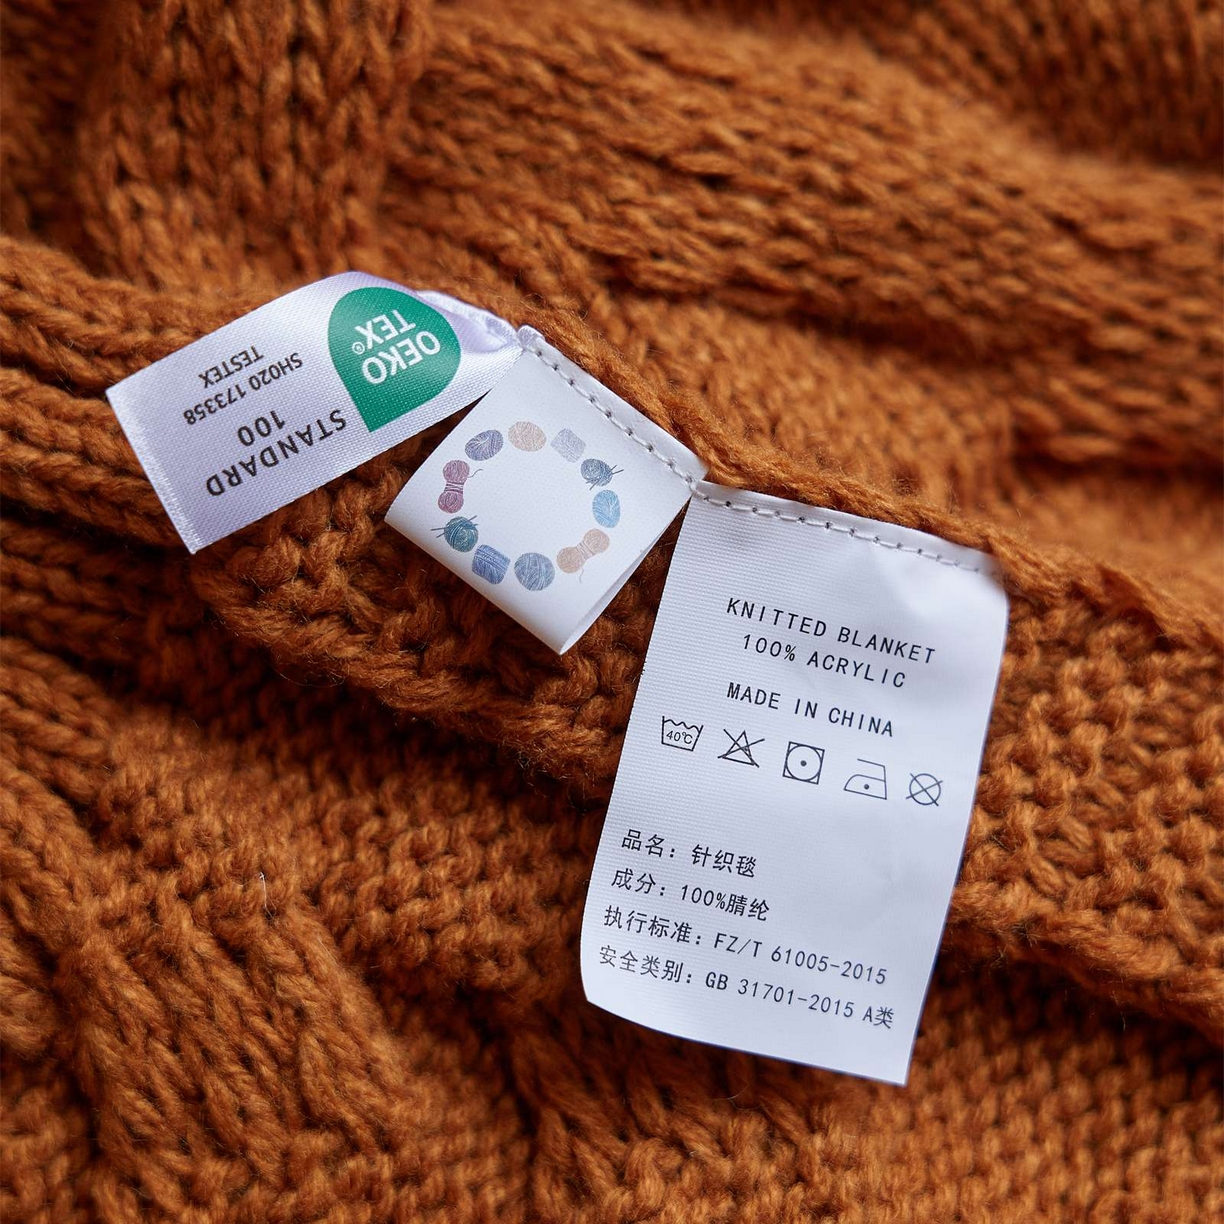 OEKO
TEX®
STANDARD
100
SH020 173358
TESTEX
KNITTED BLANKET
100% ACRYLIC
MADE IN CHINA
40℃
品名: 针织毯
成分: 100%腈纶
执行标准: FZ/T 61005-2015
安全类别: GB 31701-2015 A类